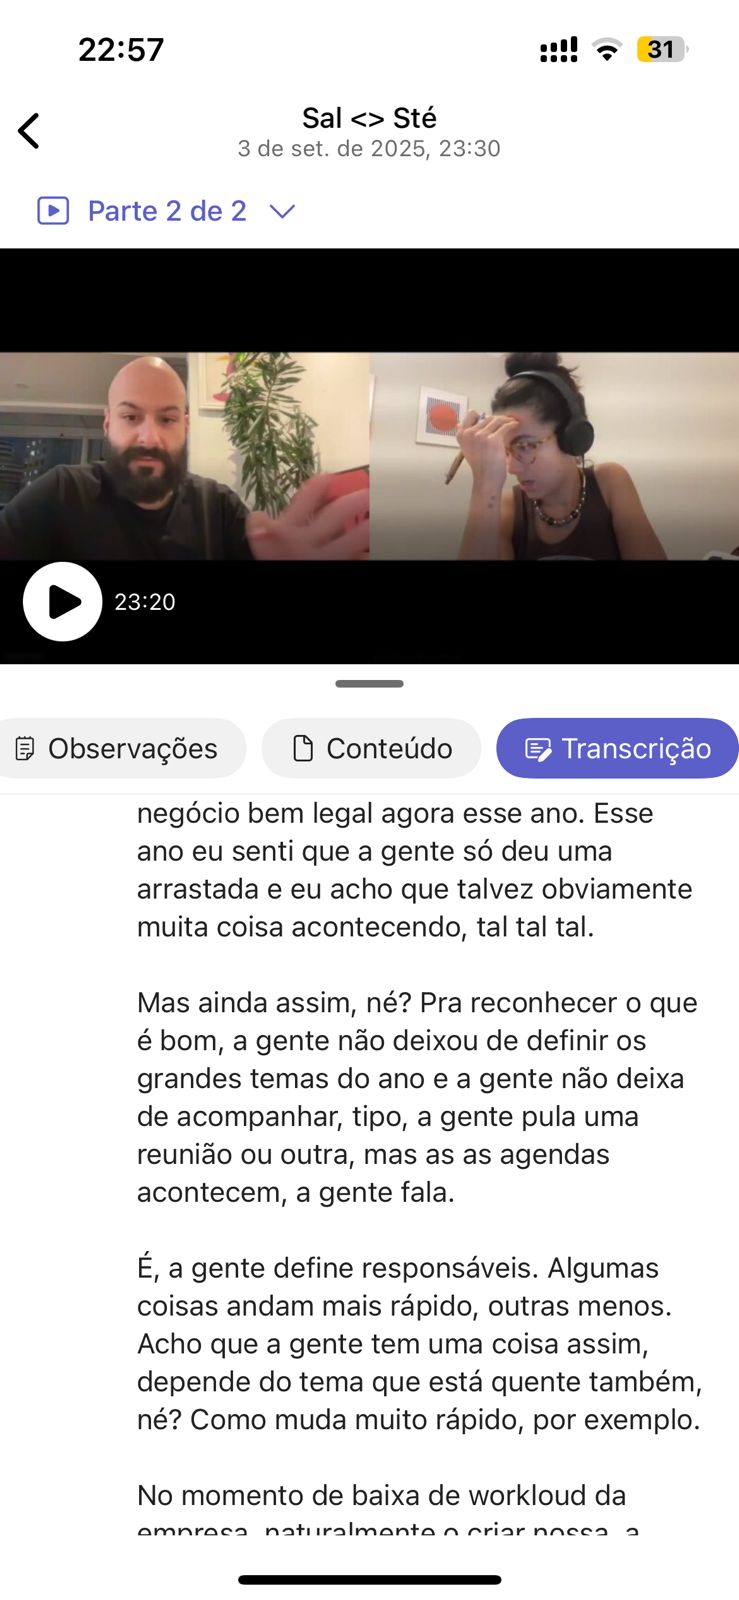 22:57
31
Sal <> Sté
3 de set. de 2025, 23:30
Parte 2 de 2
23:20
Observações
Conteúdo
Transcrição
negócio bem legal agora esse ano. Esse
ano eu senti que a gente só deu uma
arrastada e eu acho que talvez obviamente
muita coisa acontecendo, tal tal tal.
Mas ainda assim, né? Pra reconhecer o que
é bom, a gente não deixou de definir os
grandes temas do ano e a gente não deixa
de acompanhar, tipo, a gente pula uma
reunião ou outra, mas as as agendas
acontecem, a gente fala.
É, a gente define responsáveis. Algumas
coisas andam mais rápido, outras menos.
Acho que a gente tem uma coisa assim,
depende do tema que está quente também,
né? Como muda muito rápido, por exemplo.
No momento de baixa de workloud da
empresa, naturalmente o criar nossa, a